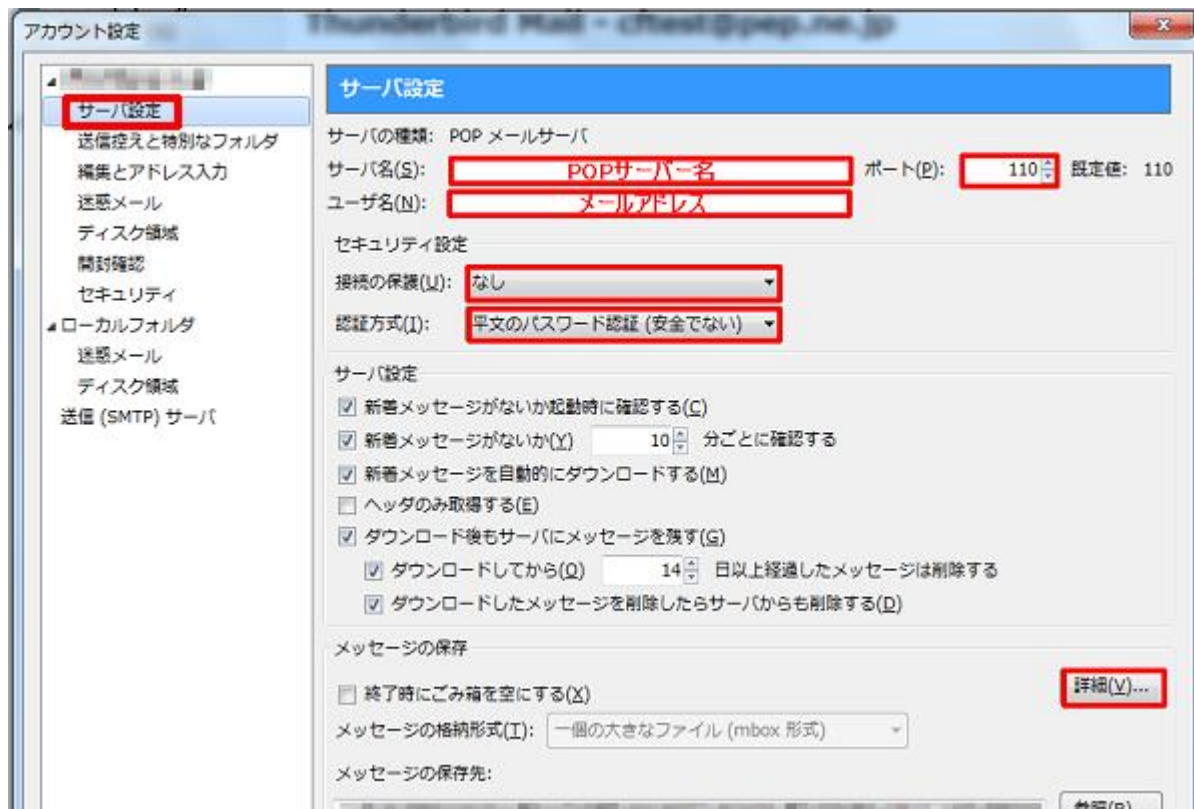 Thunderbird Mail - cftest@pep.ne.jp
アカウント設定
サーバ設定
送信控えと特別なフォルダ
編集とアドレス入力
迷惑メール
ディスク領域
開封確認
セキュリティ
ローカルフォルダ
迷惑メール
ディスク領域
送信 (SMTP) サーバ
サーバ設定
サーバの種類: POP メールサーバ
サーバ名(S): POPサーバー名 ポート(P): 110 既定値: 110
ユーザ名(N): メールアドレス
セキュリティ設定
接続の保護(U): なし
認証方式(I): 平文のパスワード認証 (安全でない)
サーバ設定
新着メッセージがないか起動時に確認する(C)
新着メッセージがないか(Y) 10 分ごとに確認する
新着メッセージを自動的にダウンロードする(M)
ヘッダのみ取得する(E)
ダウンロード後もサーバにメッセージを残す(G)
ダウンロードしてから(O) 14 日以上経過したメッセージは削除する
ダウンロードしたメッセージを削除したらサーバからも削除する(D)
メッセージの保存
終了時にごみ箱を空にする(X) 詳細(V)...
メッセージの格納形式(T): 一個の大きなファイル (mbox 形式)
メッセージの保存先:
参照(B)